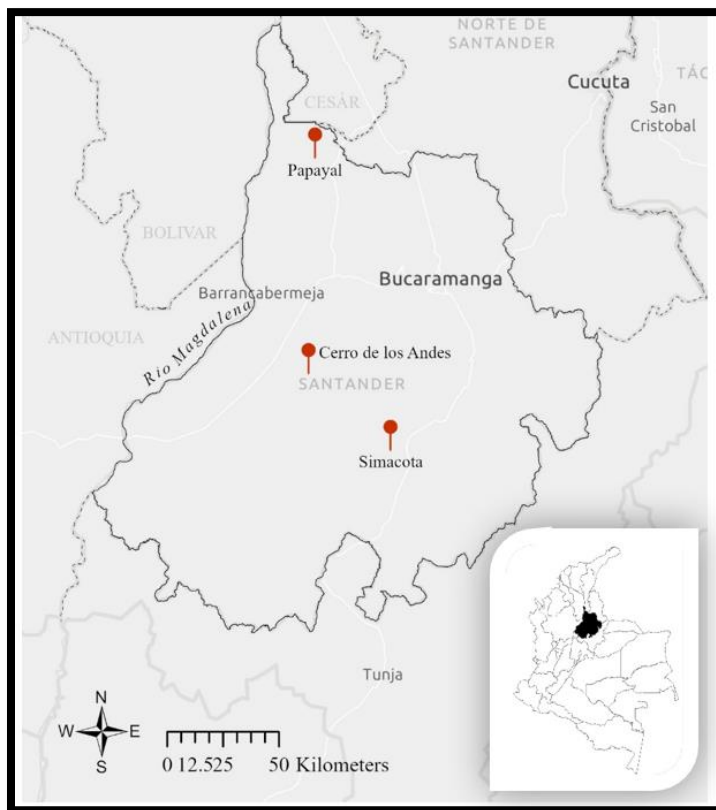 NORTE DE
SANTANDER
Cucuta
TÁC
San
Cristobal
CESAR
Papayal
BOLIVAR
Bucaramanga
Barrancabermeja
ANTIOQUIA
Río Magdalena
Cerro de los Andes
SANTANDER
Simacota
Tunja
N
W
E
S
0 12.525 50 Kilometers